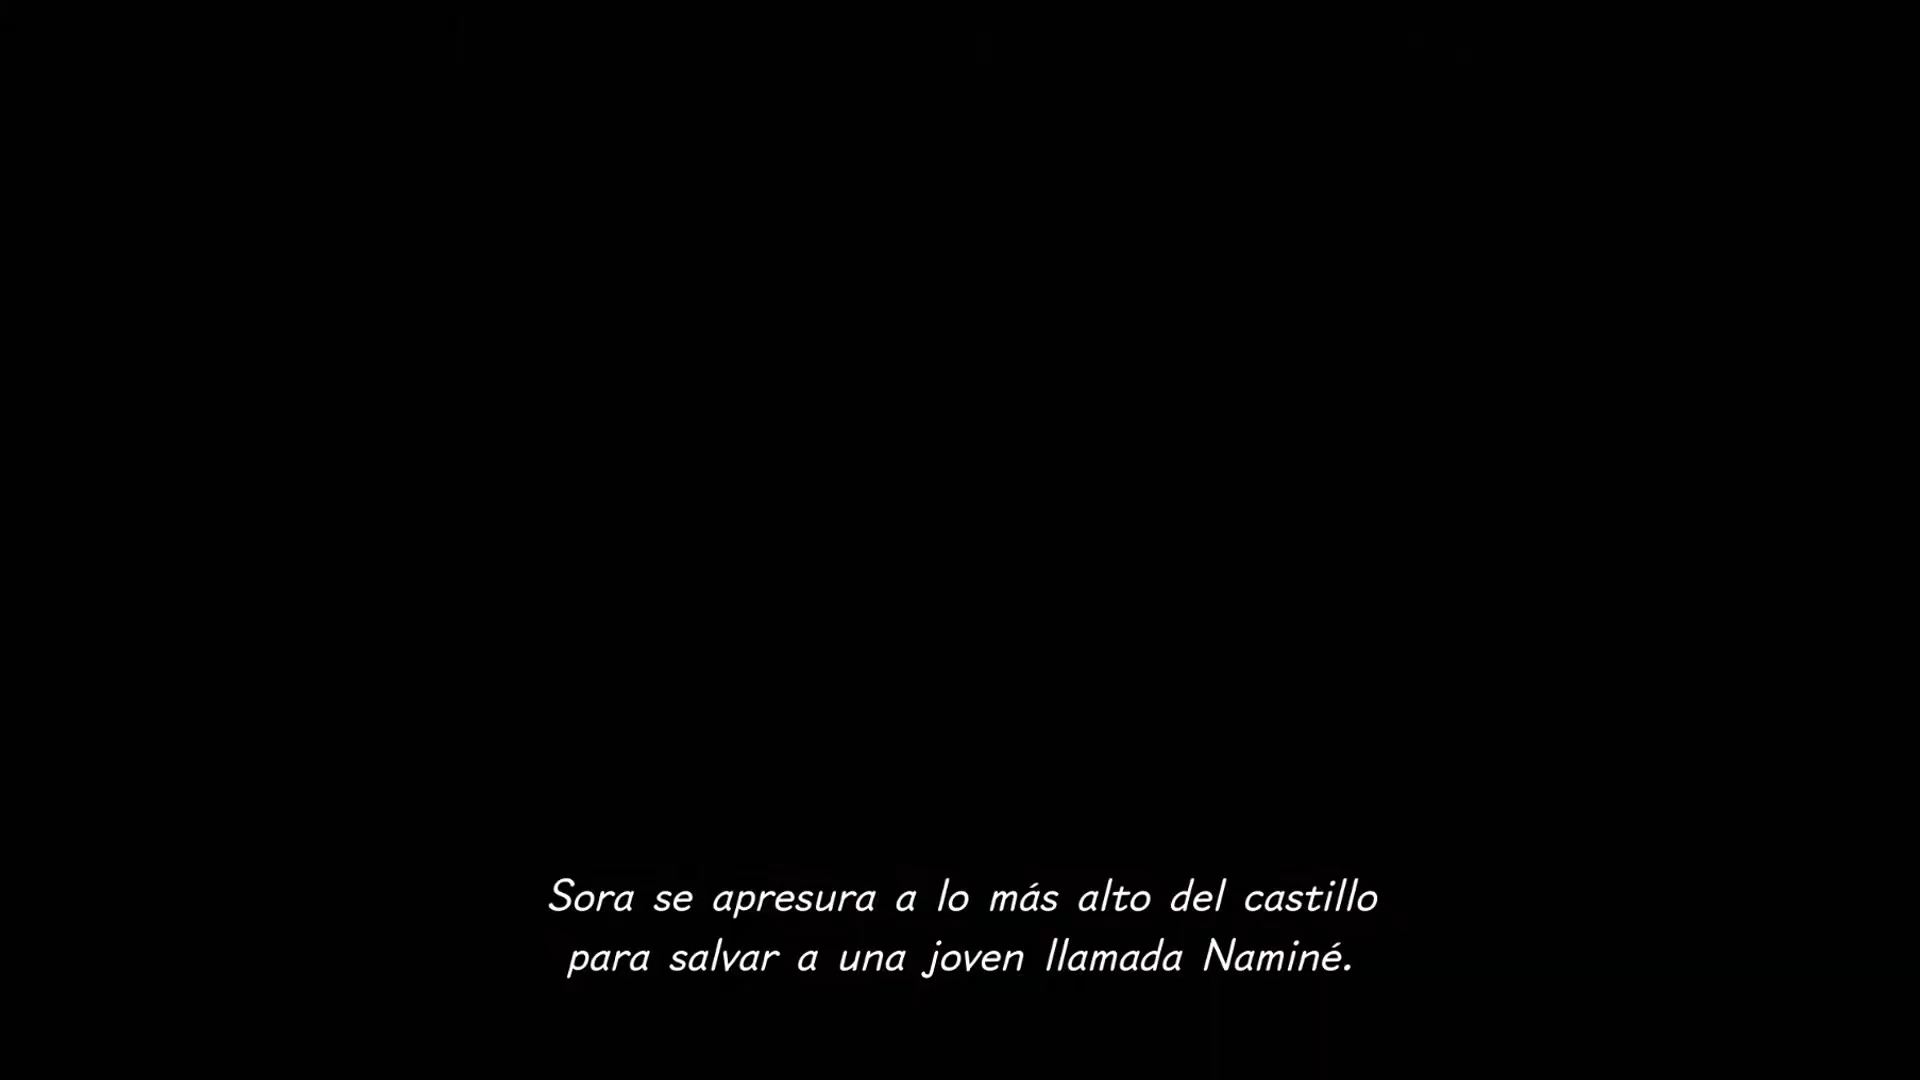 Sora se apresura a lo más alto del castillo
para salvar a una joven llamada Naminé.